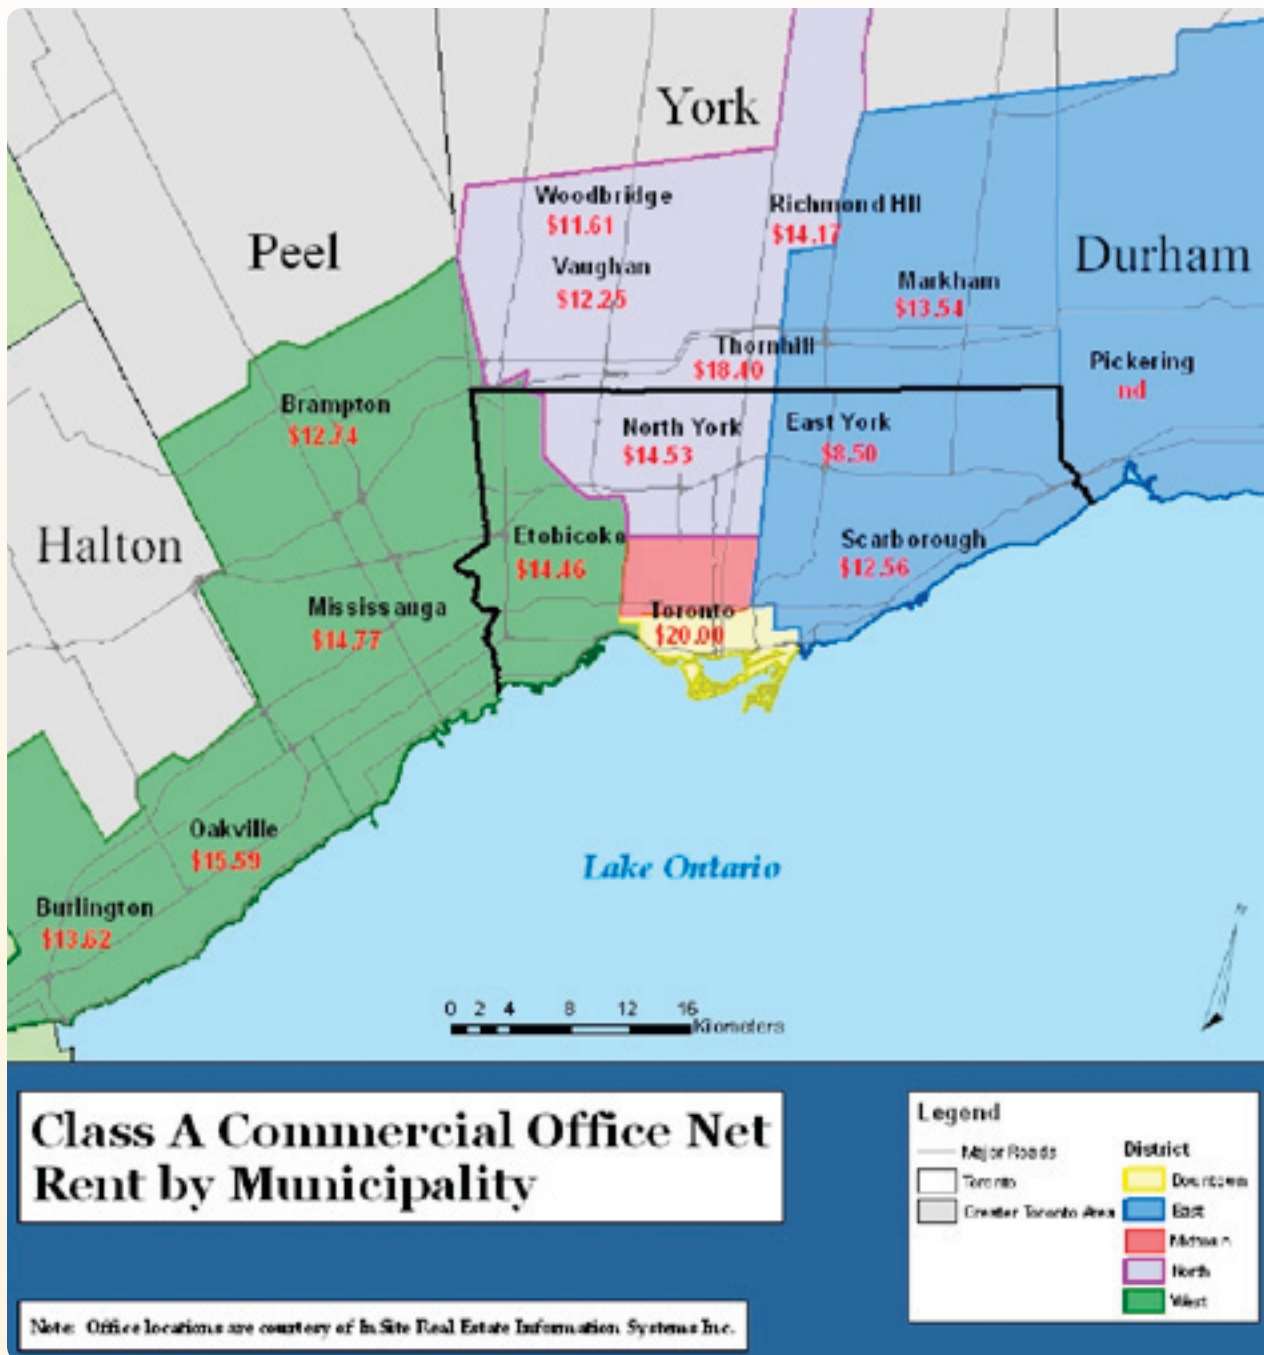 York
Woodbridge
$11.61
Richmond Hill
$14.17
Peel
Vaughan
$12.25
Durham
Markham
$13.54
Thornhill
$18.40
Pickering
nd
Brampton
$12.74
North York
$14.53
East York
$8.50
Halton
Etobicoke
$14.46
Scarborough
$12.56
Mississauga
$14.77
Toronto
$20.00
Oakville
$15.59
Lake Ontario
Burlington
$13.62
N
0 2 4 8 12 16
Kilometers
Class A Commercial Office Net
Rent by Municipality
Note: Office locations are courtesy of InSite Real Estate Information Systems Inc.
Legend
Major Roads
Toronto
Greater Toronto Area
District
Downtown
East
Midtown
North
West